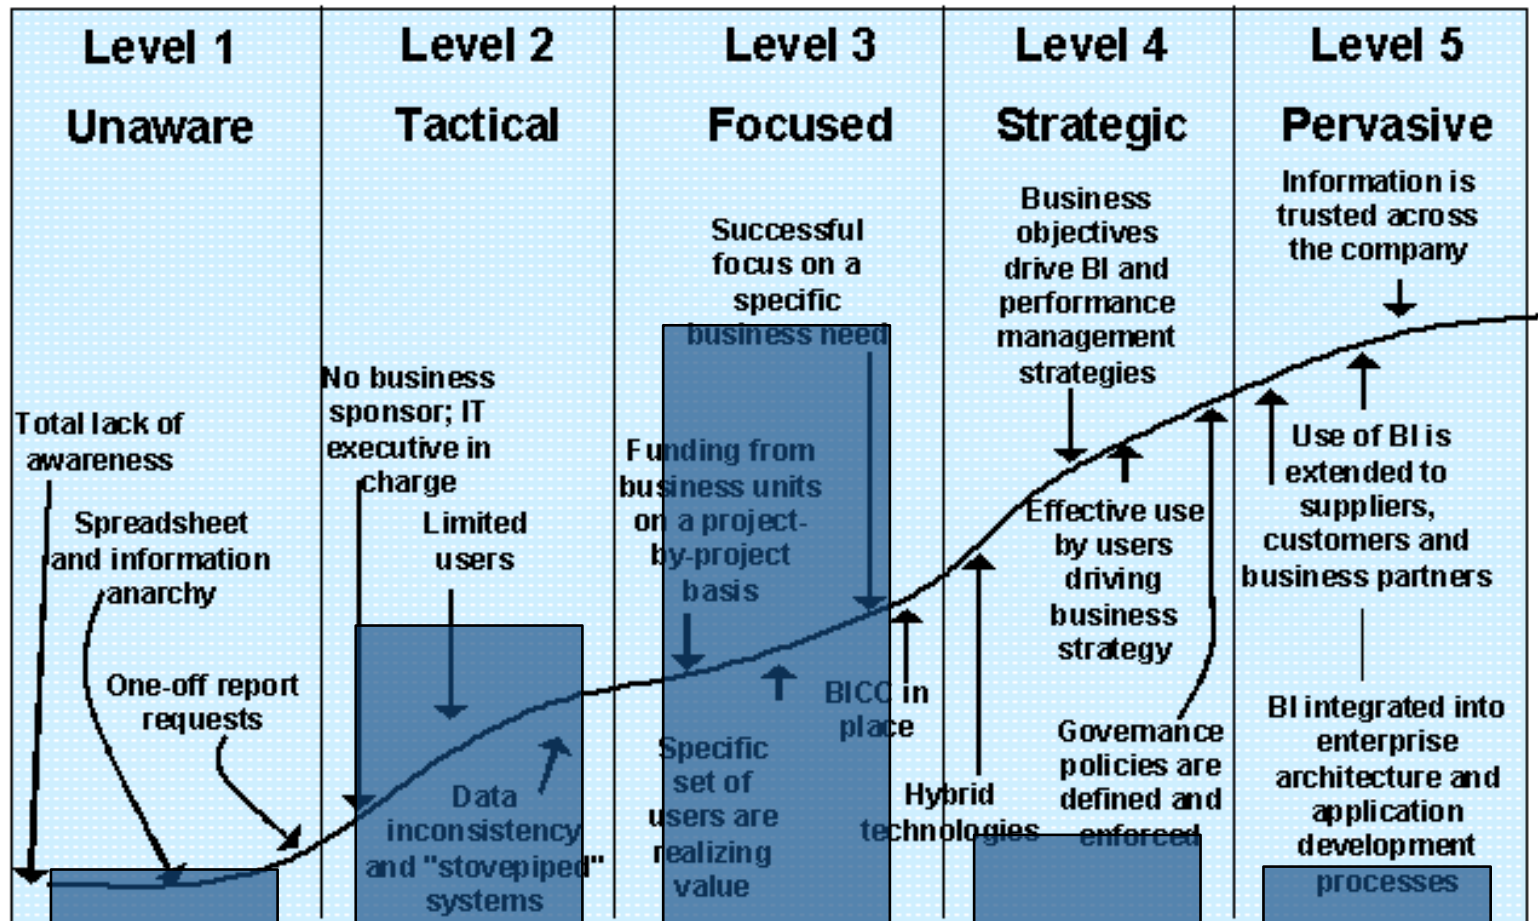 Level 1
Unaware
Total lack of
awareness
Spreadsheet
and information
anarchy
One-off report
requests
Level 2
Tactical
No business
sponsor; IT
executive in
charge
Limited
users
Data
inconsistency
and "stovepiped"
systems
Level 3
Focused
Successful
focus on a
specific
business need
Funding from
business units
on a project-
by-project
basis
Specific
set of
users are
realizing
value
BICC in
place
Level 4
Strategic
Business
objectives
drive BI and
performance
management
strategies
Effective use
by users
driving
business
strategy
Hybrid
technologies
Governance
policies are
defined and
enforced
Level 5
Pervasive
Information is
trusted across
the company
Use of BI is
extended to
suppliers,
customers and
business partners
BI integrated into
enterprise
architecture and
application
development
processes